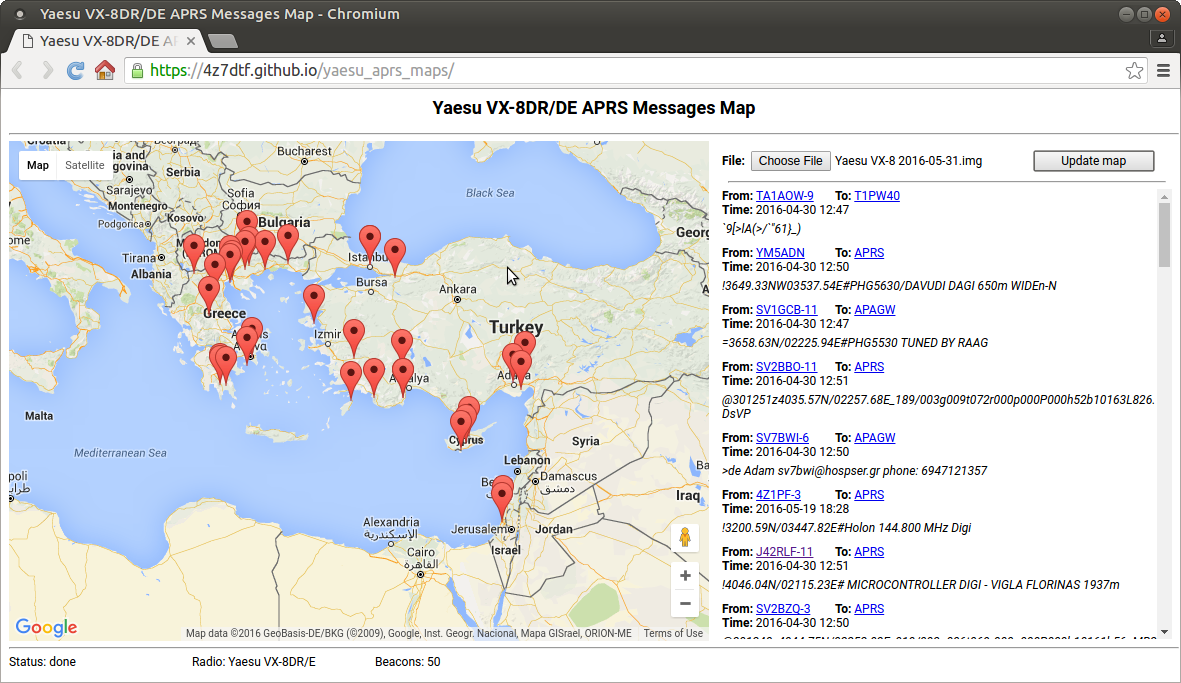 Yaesu VX-8DR/DE APRS Messages Map - Chromium
Yaesu VX-8DR/DE AF
https://4z7dtf.github.io/yaesu_aprs_maps/
Yaesu VX-8DR/DE APRS Messages Map
Map
Satellite
Bucharest
Serbia
Sarajevo
Montenegro
Podgorica
Kosovo
Sofia
София
Bulgaria
Black Sea
Tirana
Albania
Bursa
Ankara
Greece
Izmir
Turkey
Malta
Mediterranean Sea
Cyprus
Syria
Lebanon
Damascus
دمشق
Iraq
Alexandria
الإسكندرية
Jerusalem
Jordan
Israel
Cairo
القاهرة
Google
Map data ©2016 GeoBasis-DE/BKG (©2009), Google, Inst. Geogr. Nacional, Mapa GISrael, ORION-ME
Terms of Use
File: Choose File Yaesu VX-8 2016-05-31.img Update map
From: TA1AOW-9 To: T1PW40
Time: 2016-04-30 12:47
`9[>lA(>/`"61}_)
From: YM5ADN To: APRS
Time: 2016-04-30 12:50
!3649.33NW03537.54E#PHG5630/DAVUDI DAGI 650m WIDEn-N
From: SV1GCB-11 To: APAGW
Time: 2016-04-30 12:47
=3658.63N/02225.94E#PHG5530 TUNED BY RAAG
From: SV2BBO-11 To: APRS
Time: 2016-04-30 12:51
@301251z4035.57N/02257.68E_189/003g009t072r000p000P000h52b10163L826.
DsVP
From: SV7BWI-6 To: APAGW
Time: 2016-04-30 12:50
>de Adam sv7bwi@hospser.gr phone: 6947121357
From: 4Z1PF-3 To: APRS
Time: 2016-05-19 18:28
!3200.59N/03447.82E#Holon 144.800 MHz Digi
From: J42RLF-11 To: APRS
Time: 2016-04-30 12:51
!4046.04N/02115.23E# MICROCONTROLLER DIGI - VIGLA FLORINAS 1937m
From: SV2BZQ-3 To: APRS
Time: 2016-04-30 12:50
Status: done
Radio: Yaesu VX-8DR/E
Beacons: 50